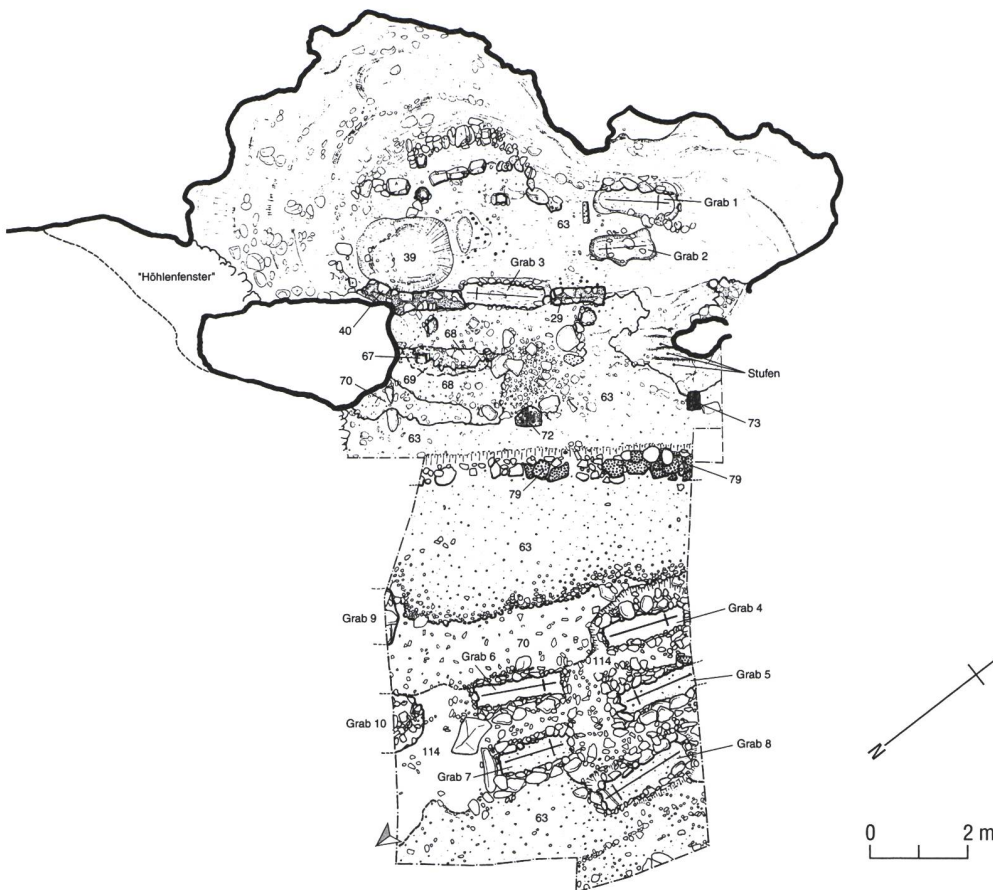 Grab 1
63
Grab 2
39
Grab 3
"Höhlenfenster"
40
29
68
67
69
68
Stufen
70
63
73
63
72
79
79
63
Grab 9
Grab 4
70
Grab 6
114
Grab 5
Grab 10
114
Grab 8
Grab 7
63
N
0 2 m